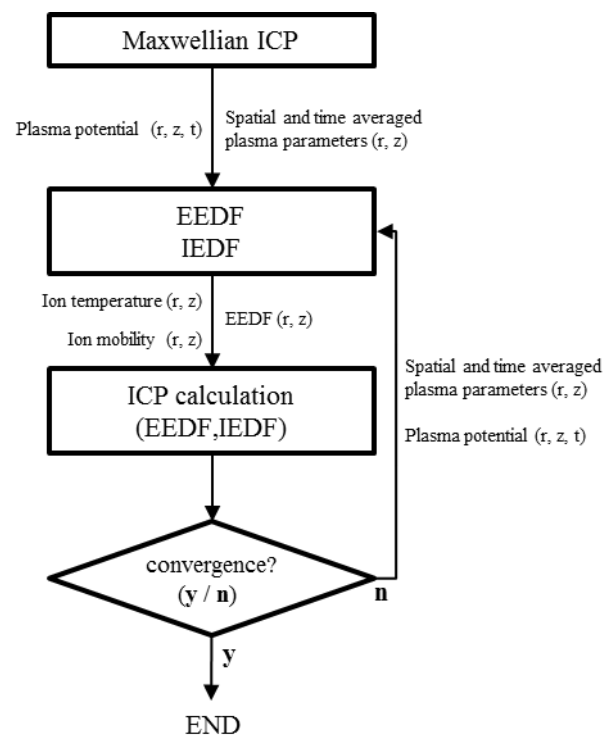 Maxwellian ICP
Plasma potential (r, z, t)
Spatial and time averaged
plasma parameters (r, z)
EEDF
IEDF
Ion temperature (r, z)
Ion mobility (r, z)
EEDF (r, z)
ICP calculation
(EEDF,IEDF)
Spatial and time averaged
plasma parameters (r, z)
Plasma potential (r, z, t)
convergence?
(y / n)
n
y
END